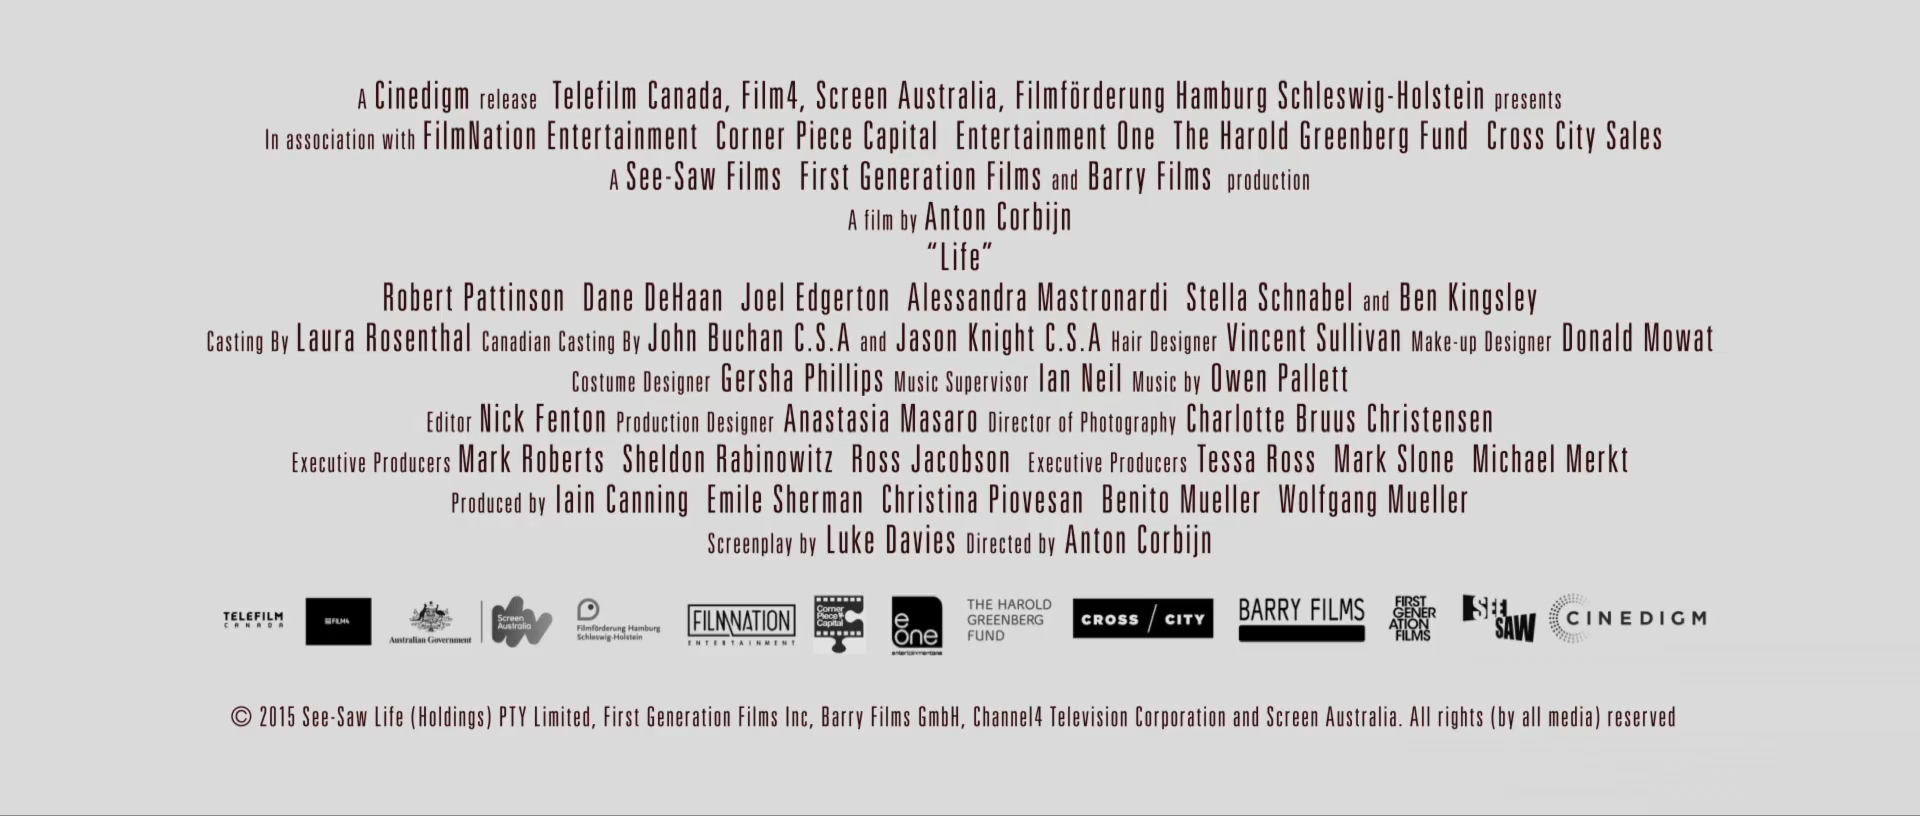 A Cinedigm release Telefilm Canada, Film4, Screen Australia, Filmförderung Hamburg Schleswig-Holstein presents
In association with FilmNation Entertainment Corner Piece Capital Entertainment One The Harold Greenberg Fund Cross City Sales
A See-Saw Films First Generation Films and Barry Films production
A film by Anton Corbijn
“Life”
Robert Pattinson Dane DeHaan Joel Edgerton Alessandra Mastronardi Stella Schnabel and Ben Kingsley
Casting By Laura Rosenthal Canadian Casting By John Buchan C.S.A and Jason Knight C.S.A Hair Designer Vincent Sullivan Make-up Designer Donald Mowat
Costume Designer Gersha Phillips Music Supervisor Ian Neil Music by Owen Pallett
Editor Nick Fenton Production Designer Anastasia Masaro Director of Photography Charlotte Bruus Christensen
Executive Producers Mark Roberts Sheldon Rabinowitz Ross Jacobson Executive Producers Tessa Ross Mark Slone Michael Merkt
Produced by Iain Canning Emile Sherman Christina Piovesan Benito Mueller Wolfgang Mueller
Screenplay by Luke Davies Directed by Anton Corbijn
TELEFILM
CANADA
FILM4
Australian Government
Screen
Australia
Filmförderung Hamburg
Schleswig-Holstein
FILMNATION
ENTERTAINMENT
Corner
Piece
Capital
e
one
entertainmentone
THE HAROLD
GREENBERG
FUND
CROSS / CITY
BARRY FILMS
FIRST
GENER
ATION
FILMS
SEE
SAW
CINEDIGM
© 2015 See-Saw Life (Holdings) PTY Limited, First Generation Films Inc, Barry Films GmbH, Channel4 Television Corporation and Screen Australia. All rights (by all media) reserved